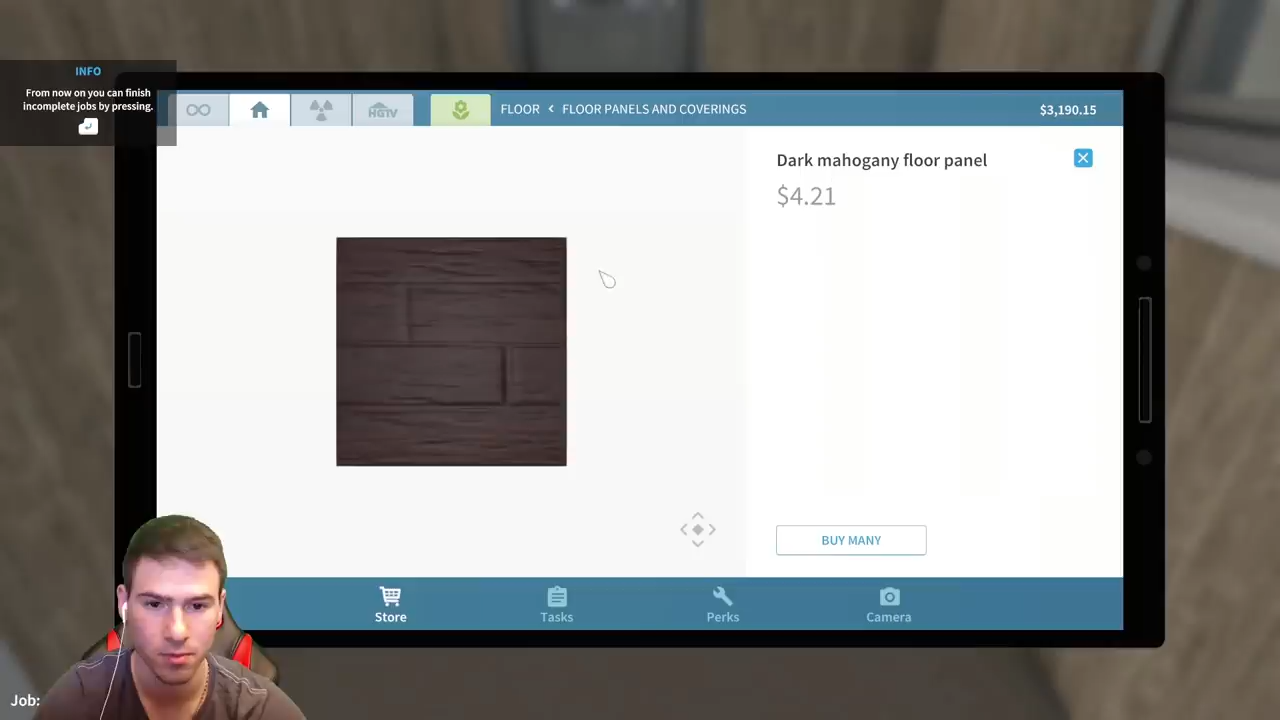 INFO
From now on you can finish
incomplete jobs by pressing.
HGTV
FLOOR < FLOOR PANELS AND COVERINGS
$3,190.15
Dark mahogany floor panel
$4.21
BUY MANY
Store
Tasks
Perks
Camera
Job: